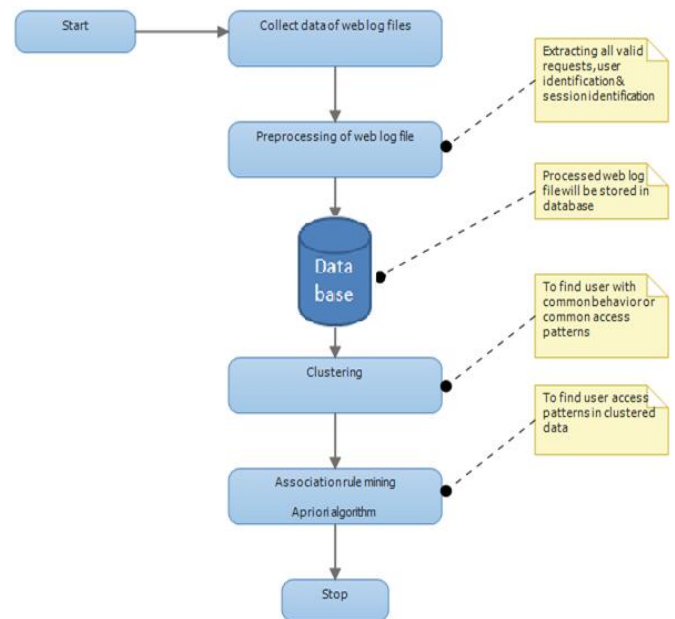 Start
Collect data of web log files
Extracting all valid
requests, user
identification &
session identification
Preprocessing of web log file
Processed web log
file will be stored in
database
Data
base
To find user with
common behavior or
common access
patterns
Clustering
To find user access
patterns in clustered
data
Association rule mining
Apriori algorithm
Stop